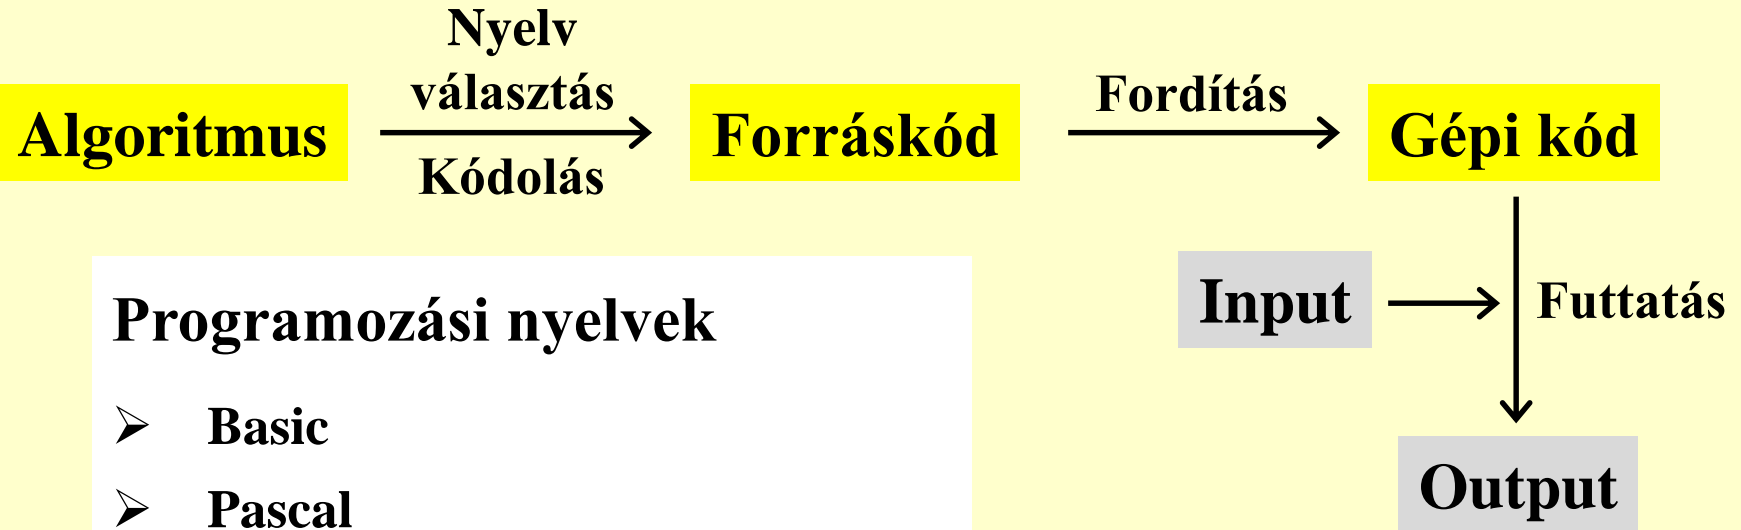 Nyelv
választás
Algoritmus
Kódolás
Forráskód
Fordítás
Gépi kód
Input
Futtatás
Output
Programozási nyelvek
➢ Basic
➢ Pascal